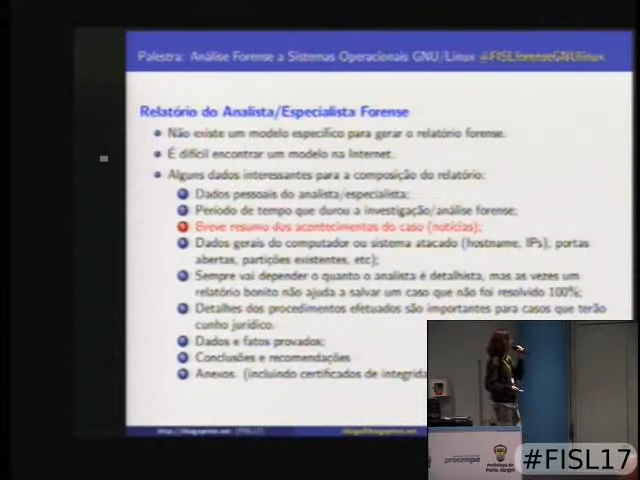 Palestra: Análise Forense a Sistemas Operacionais GNU/Linux @FISLforenseGNUlinux
Relatório do Analista/Especialista Forense
Não existe um modelo específico para gerar o relatório forense.
É difícil encontrar um modelo na Internet.
Alguns dados interessantes para a composição do relatório:
Dados pessoais do analista/especialista;
Período de tempo que durou a investigação/análise forense;
Breve resumo dos acontecimentos do caso (notícias);
Dados gerais do computador ou sistema atacado (hostname, IPs), portas
abertas, partições existentes, etc);
Sempre vai depender o quanto o analista é detalhista, mas as vezes um
relatório bonito não ajuda a salvar um caso que não foi resolvido 100%;
Detalhes dos procedimentos efetuados são importantes para casos que terão
cunho jurídico.
Dados e fatos provados;
Conclusões e recomendações
Anexos. (incluindo certificados de integrida
procempa
Prefeitura de
Porto Alegre
#FISL17